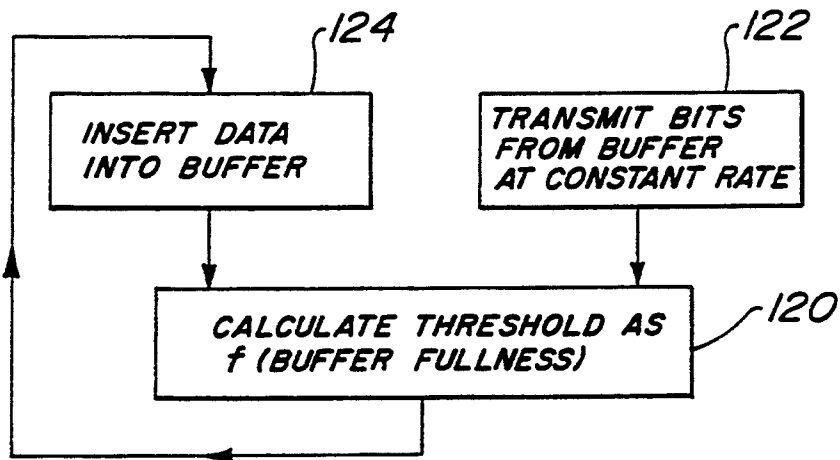 124
INSERT DATA
INTO BUFFER
122
TRANSMIT BITS
FROM BUFFER
AT CONSTANT RATE
120
CALCULATE THRESHOLD AS
f (BUFFER FULLNESS)